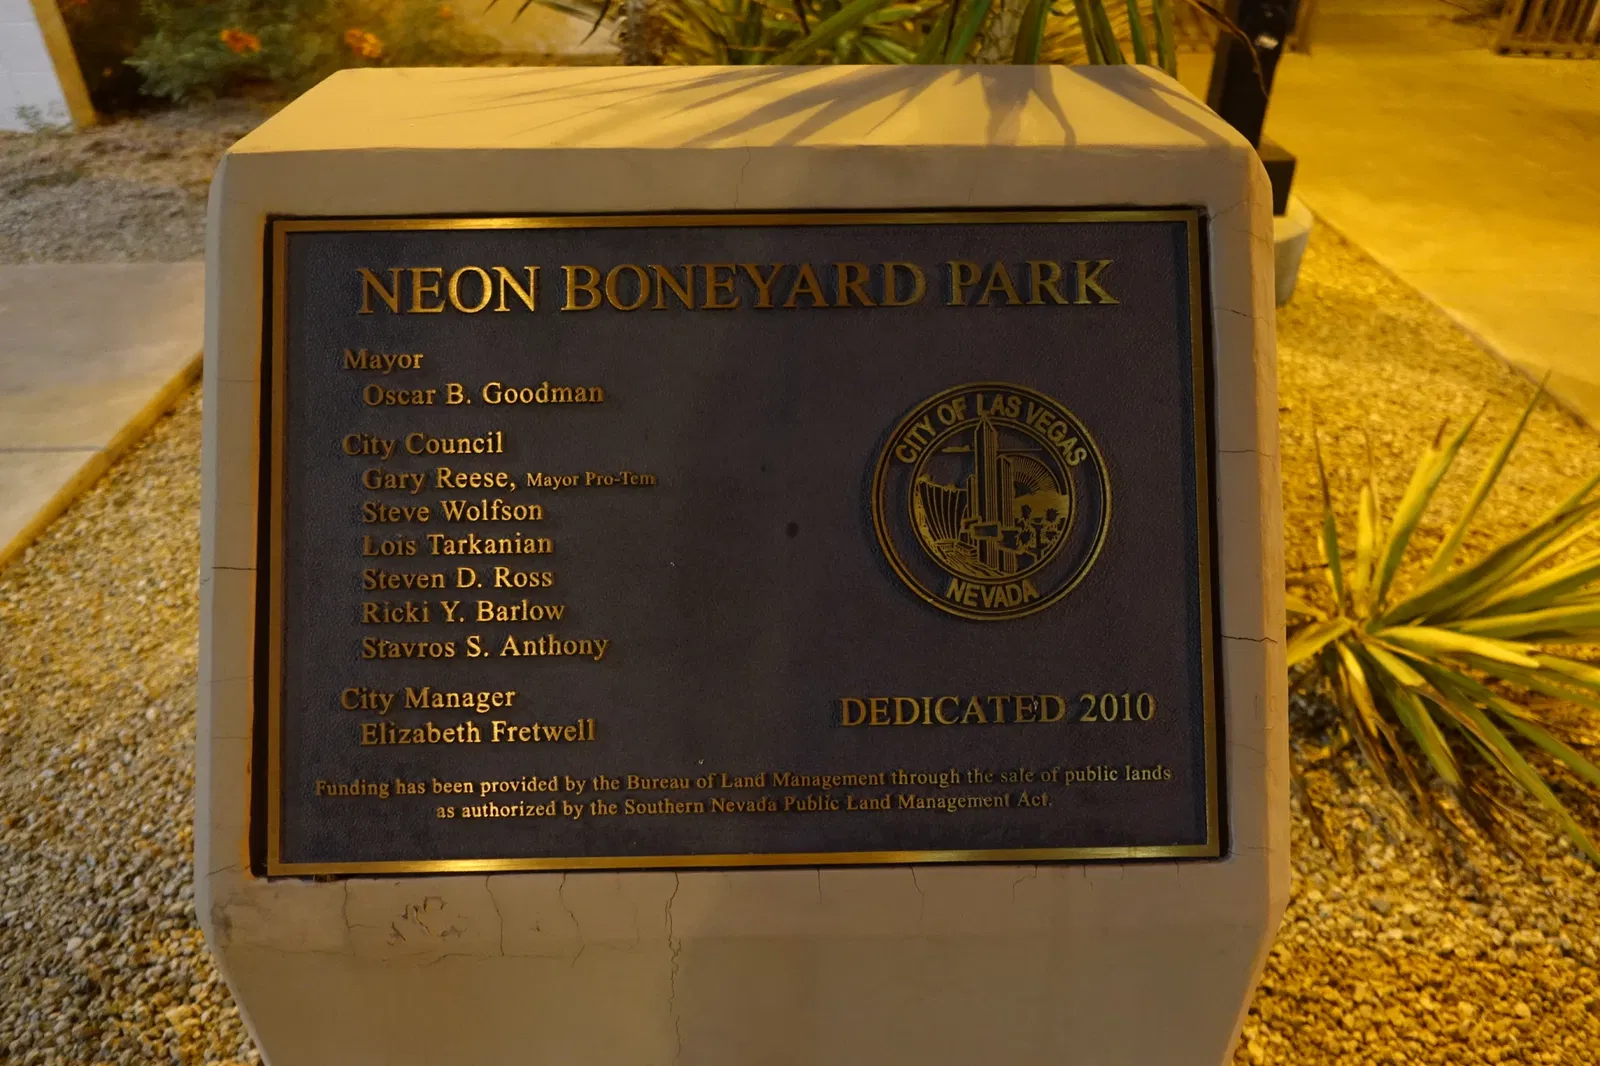 NEON BONEYARD PARK
Mayor
Oscar B. Goodman
City Council
Gary Reese, Mayor Pro-Tem
Steve Wolfson
Lois Tarkanian
Steven D. Ross
Ricki Y. Barlow
Stavros S. Anthony
City Manager
Elizabeth Fretwell
CITY OF LAS VEGAS
NEVADA
DEDICATED 2010
Funding has been provided by the Bureau of Land Management through the sale of public lands
as authorized by the Southern Nevada Public Land Management Act.